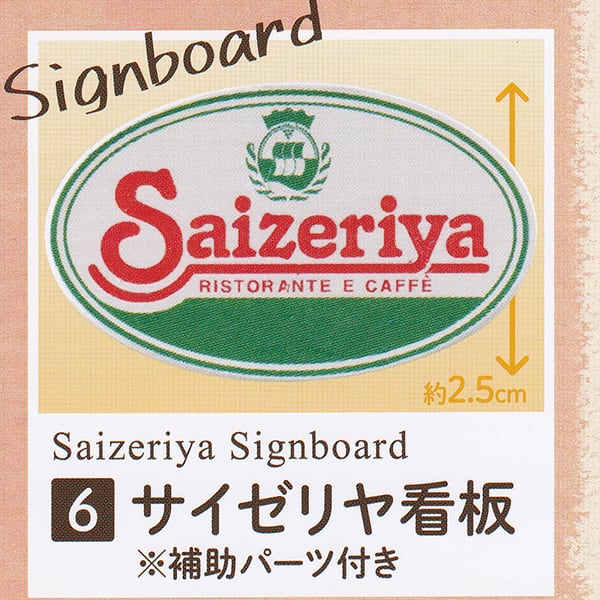 Signboard
Saizeriya
RISTORANTE E CAFFÈ
約2.5cm
Saizeriya Signboard
6 サイゼリヤ看板
※補助パーツ付き